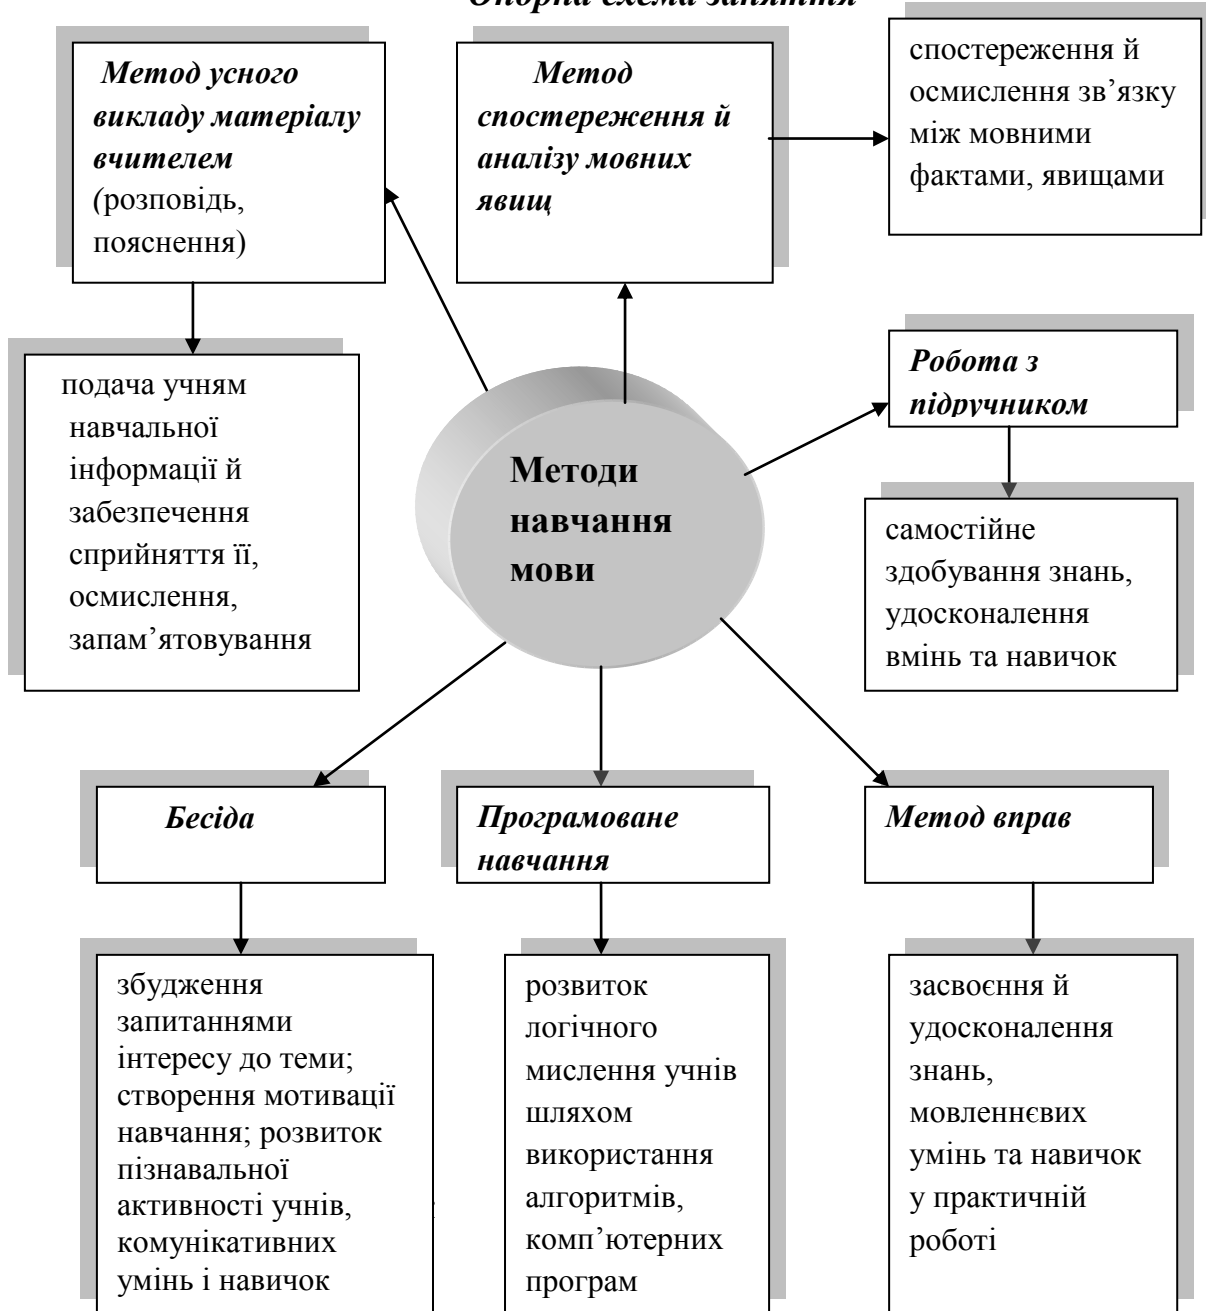 Опорна схема заняття
Метод усного
викладу матеріалу
вчителем
(розповідь,
пояснення)
Метод
спостереження й
аналізу мовних
явищ
спостереження й
осмислення зв’язку
між мовними
фактами, явищами
подача учням
навчальної
інформації й
забезпечення
сприйняття її,
осмислення,
запам’ятовування
Робота з
підручником
Методи
навчання
мови
самостійне
здобування знань,
удосконалення
вмінь та навичок
Бесіда
Програмоване
навчання
Метод вправ
збудження
запитаннями
інтересу до теми;
створення мотивації
навчання; розвиток
пізнавальної
активності учнів,
комунікативних
умінь і навичок
розвиток
логічного
мислення учнів
шляхом
використання
алгоритмів,
комп’ютерних
програм
засвоєння й
удосконалення
знань,
мовленнєвих
умінь та навичок
у практичній
роботі